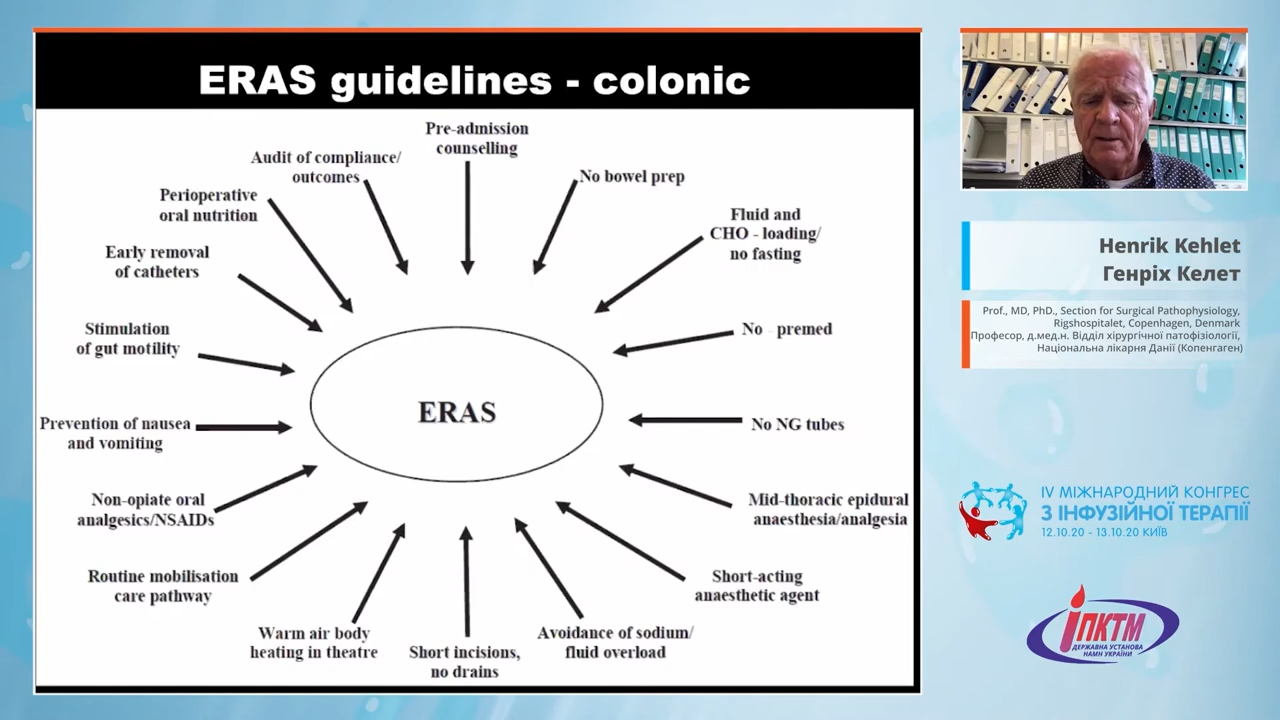 ERAS guidelines - colonic
Pre-admission
counselling
No bowel prep
Fluid and
CHO - loading/
no fasting
No - premed
No NG tubes
Mid-thoracic epidural
anaesthesia/analgesia
Short-acting
anaesthetic agent
Avoidance of sodium/
fluid overload
Short incisions,
no drains
Warm air body
heating in theatre
Routine mobilisation
care pathway
Non-opiate oral
analgesics/NSAIDs
Prevention of nausea
and vomiting
Stimulation
of gut motility
Early removal
of catheters
Perioperative
oral nutrition
Audit of compliance/
outcomes
ERAS
Henrik Kehlet
Генріх Келет
Prof., MD, PhD., Section for Surgical Pathophysiology,
Rigshospitalet, Copenhagen, Denmark
Професор, д.мед.н. Відділ хірургічної патофізіології,
Національна лікарня Данії (Копенгаген)
IV МІЖНАРОДНИЙ КОНГРЕС
З ІНФУЗІЙНОЇ ТЕРАПІЇ
12.10.20 - 13.10.20 КИЇВ
ІПКТМ
ДЕРЖАВНА УСТАНОВА
НАМН УКРАЇНИ